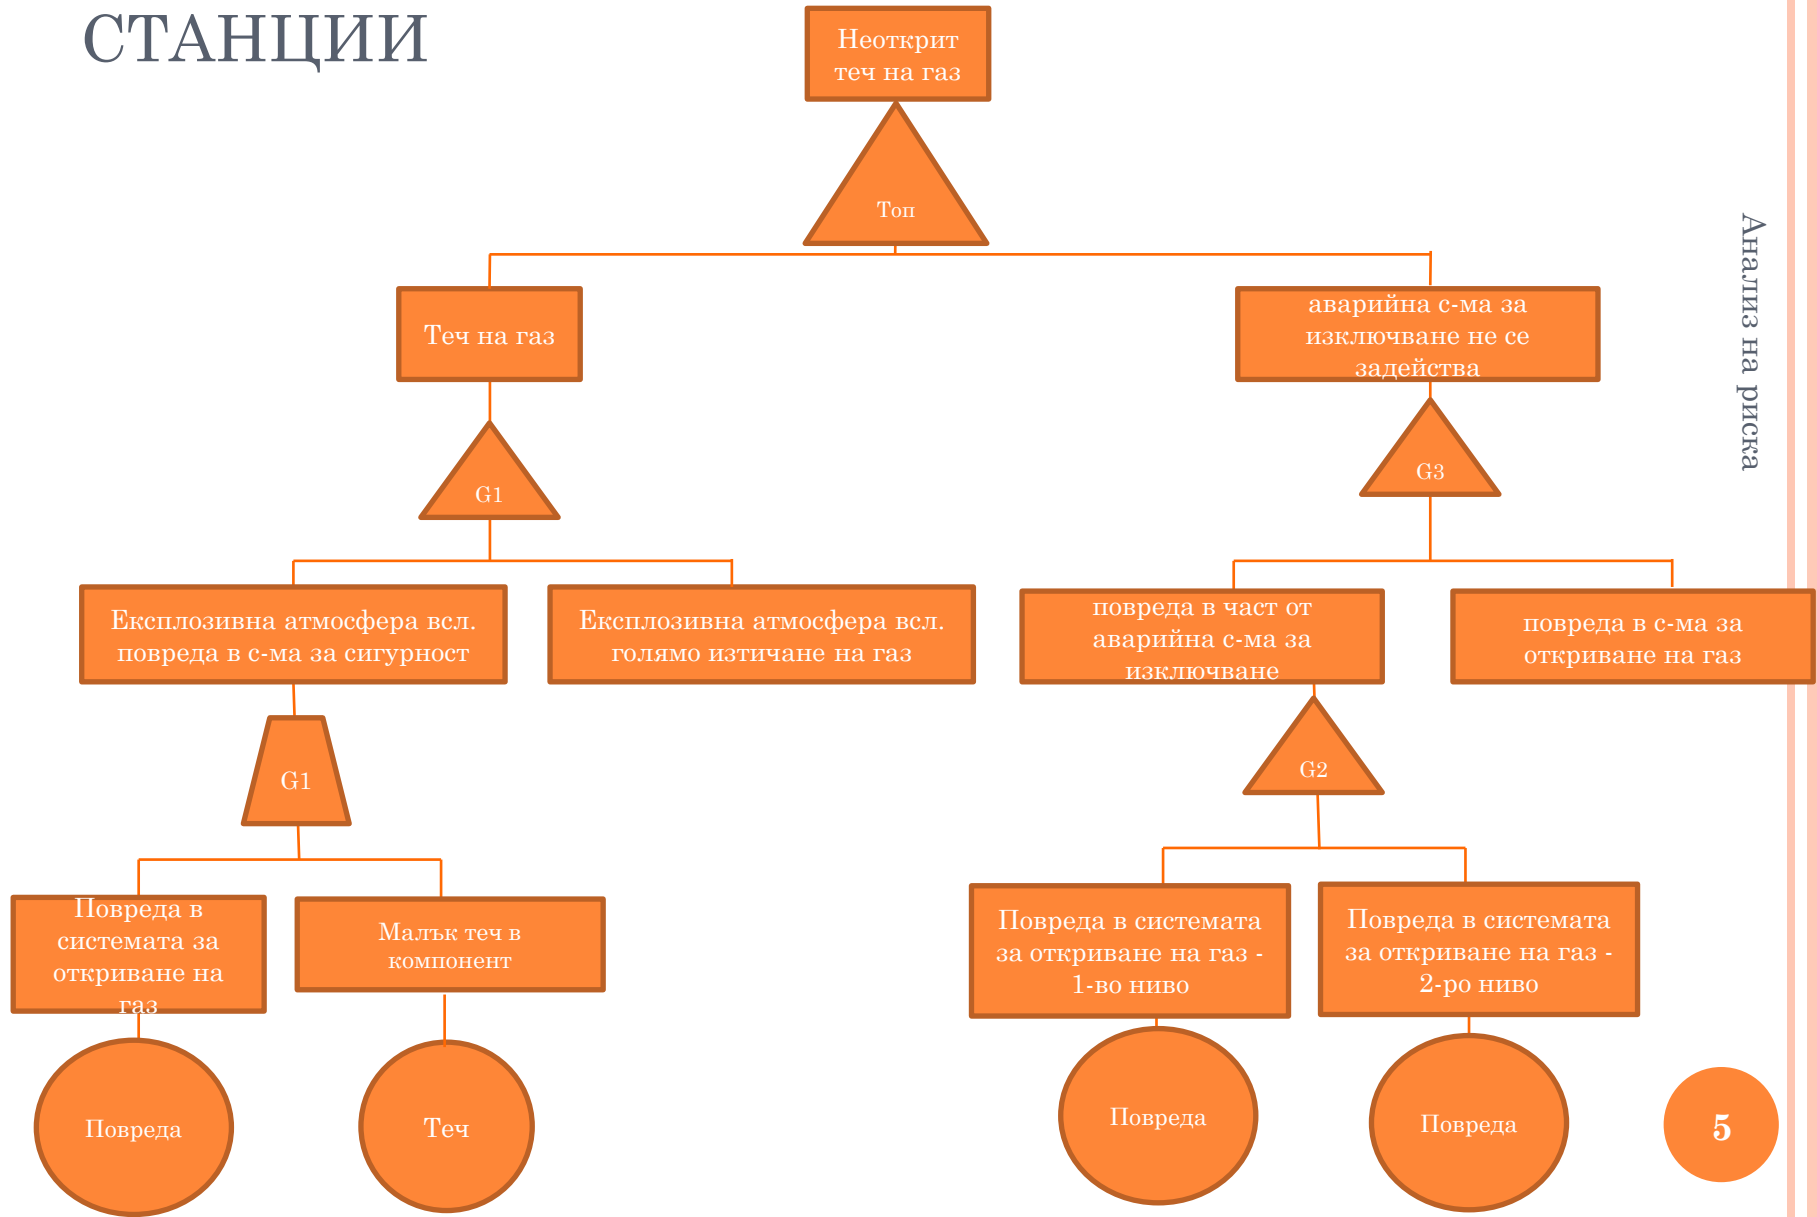 СТАНЦИИ
Неоткрит
теч на газ
Топ
Анализ на риска
Теч на газ
аварийна с-ма за
изключване не се
задейства
G1
G3
Експлозивна атмосфера всл.
повреда в с-ма за сигурност
Експлозивна атмосфера всл.
голямо изтичане на газ
повреда в част от
аварийна с-ма за
изключване
повреда в с-ма за
откриване на газ
G1
G2
Повреда в
системата за
откриване на
газ
Малък теч в
компонент
Повреда в системата
за откриване на газ -
1-во ниво
Повреда в системата
за откриване на газ -
2-ро ниво
Повреда
Теч
Повреда
Повреда
5